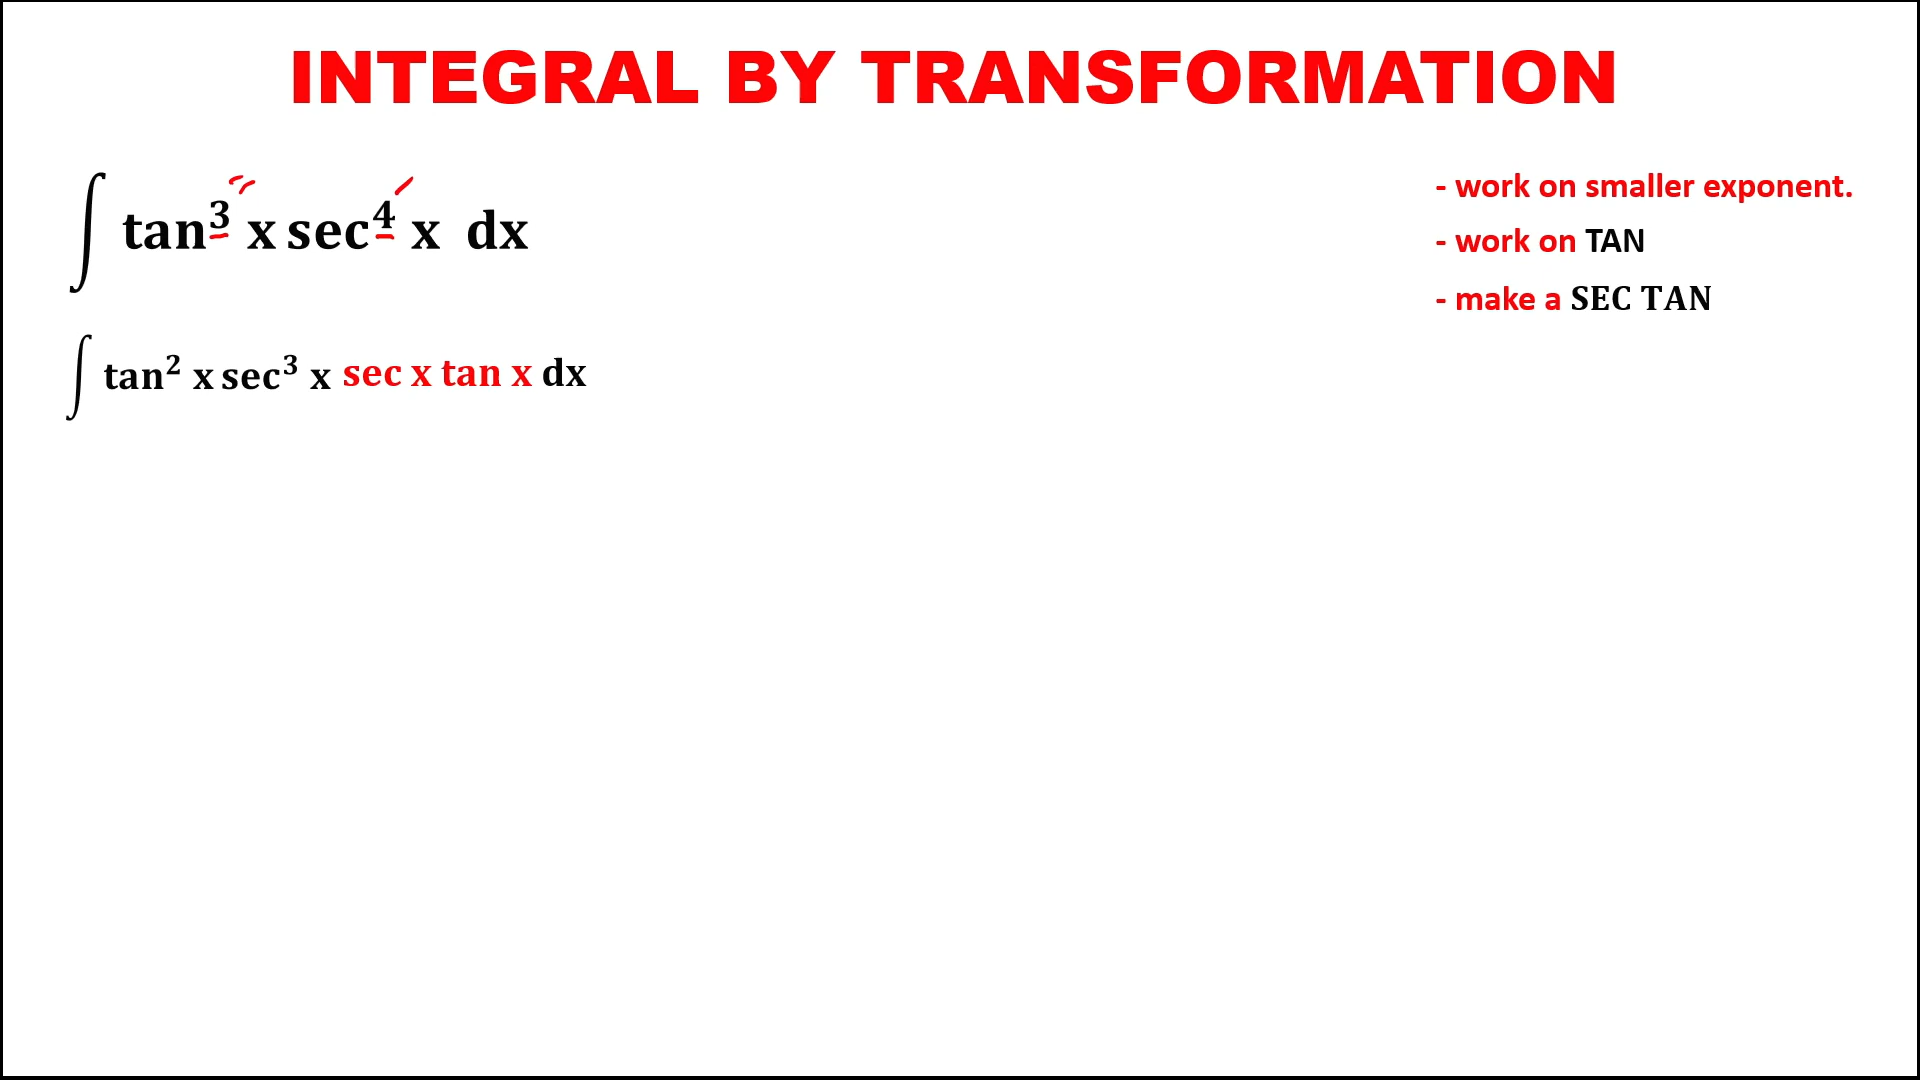 INTEGRAL BY TRANSFORMATION
∫ tan³ x sec⁴ x dx
- work on smaller exponent.
- work on TAN
- make a SEC TAN
∫ tan² x sec³ x sec x tan x dx